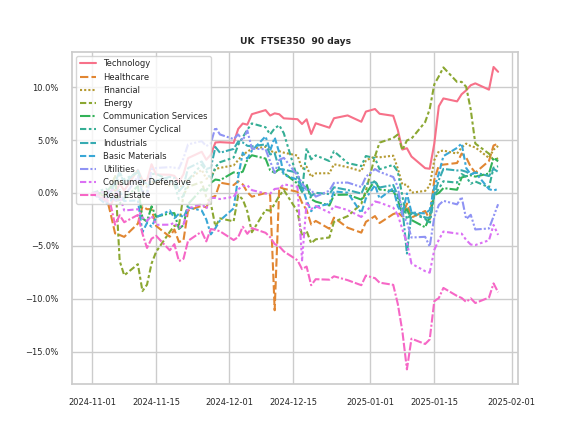 UK  FTSE350  90 days
Technology
Healthcare
Financial
Energy
Communication Services
Consumer Cyclical
Industrials
Basic Materials
Utilities
Consumer Defensive
Real Estate
10.0%
5.0%
0.0%
−5.0%
−10.0%
−15.0%
2024-11-01 2024-11-15 2024-12-01 2024-12-15 2025-01-01 2025-01-15 2025-02-01